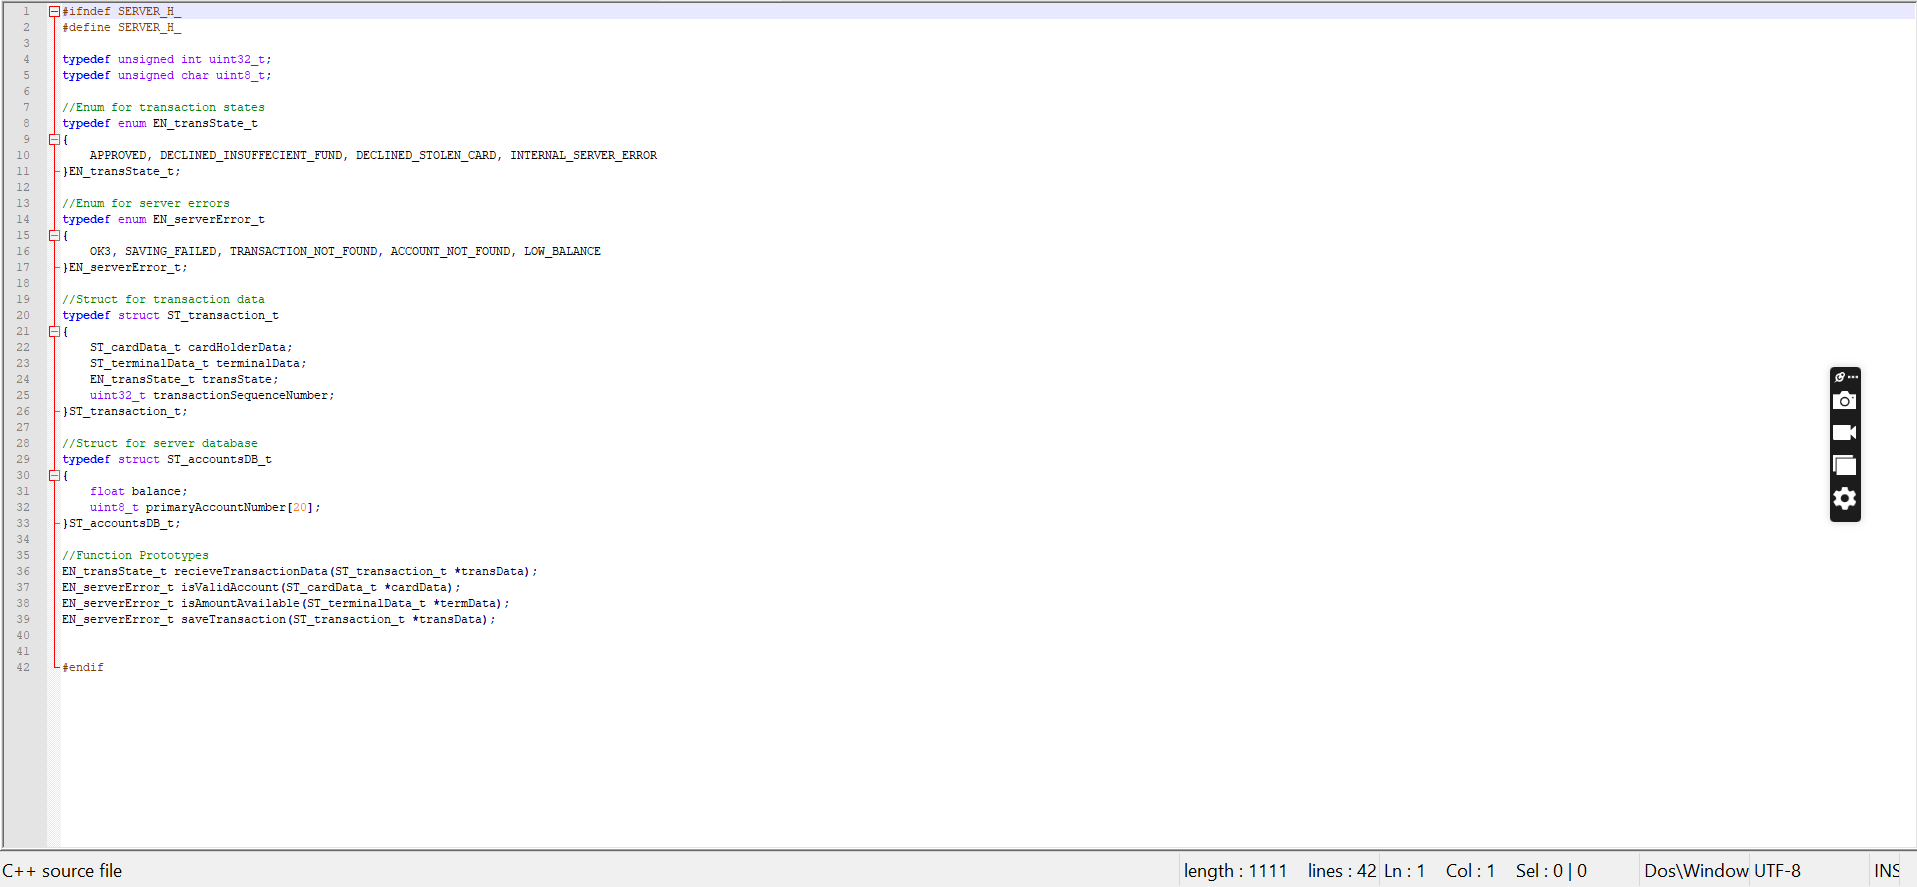 1 #ifndef SERVER_H_
2 #define SERVER_H_
3
4 typedef unsigned int uint32_t;
5 typedef unsigned char uint8_t;
6
7 //Enum for transaction states
8 typedef enum EN_transState_t
9 {
10 APPROVED, DECLINED_INSUFFECIENT_FUND, DECLINED_STOLEN_CARD, INTERNAL_SERVER_ERROR
11 }EN_transState_t;
12
13 //Enum for server errors
14 typedef enum EN_serverError_t
15 {
16 OK3, SAVING_FAILED, TRANSACTION_NOT_FOUND, ACCOUNT_NOT_FOUND, LOW_BALANCE
17 }EN_serverError_t;
18
19 //Struct for transaction data
20 typedef struct ST_transaction_t
21 {
22 ST_cardData_t cardHolderData;
23 ST_terminalData_t terminalData;
24 EN_transState_t transState;
25 uint32_t transactionSequenceNumber;
26 }ST_transaction_t;
27
28 //Struct for server database
29 typedef struct ST_accountsDB_t
30 {
31 float balance;
32 uint8_t primaryAccountNumber[20];
33 }ST_accountsDB_t;
34
35 //Function Prototypes
36 EN_transState_t recieveTransactionData(ST_transaction_t *transData);
37 EN_serverError_t isValidAccount(ST_cardData_t *cardData);
38 EN_serverError_t isAmountAvailable(ST_terminalData_t *termData);
39 EN_serverError_t saveTransaction(ST_transaction_t *transData);
40
41
42 #endif
C++ source file length : 1111 lines : 42 Ln : 1 Col : 1 Sel : 0 | 0 Dos\Window UTF-8 INS